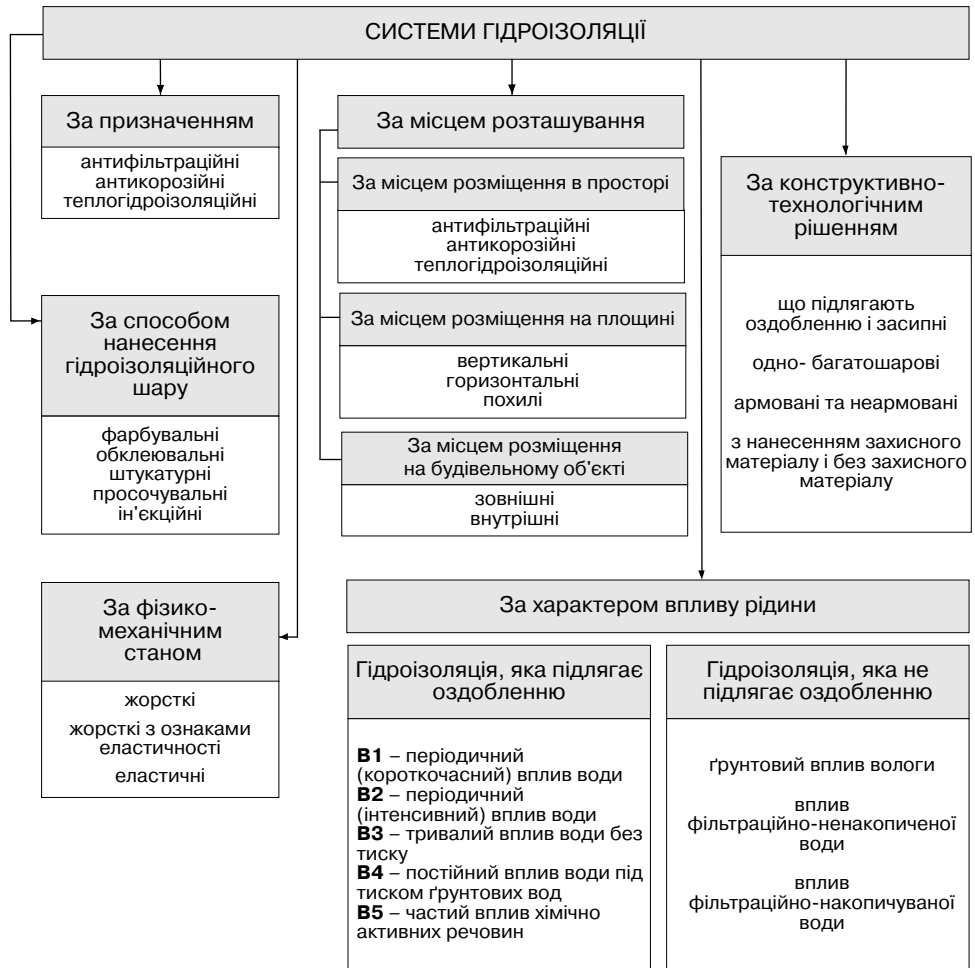 СИСТЕМИ ГІДРОІЗОЛЯЦІЇ
За призначенням
антифільтраційні
антикорозійні
теплогідроізоляційні
За способом
нанесення
гідроізоляційного
шару
фарбувальні
обклеювальні
штукатурні
просочувальні
ін'єкційні
За фізико-
механічним
станом
жорсткі
жорсткі з ознаками
еластичності
еластичні
За місцем розташування
За місцем розміщення в просторі
антифільтраційні
антикорозійні
теплогідроізоляційні
За місцем розміщення на площині
вертикальні
горизонтальні
похилі
За місцем розміщення
на будівельному об'єкті
зовнішні
внутрішні
За конструктивно-
технологічним
рішенням
що підлягають
оздобленню і засипні
одно- багатошарові
армовані та неармовані
з нанесенням захисного
матеріалу і без захисного
матеріалу
За характером впливу рідини
Гідроізоляція, яка підлягає
оздобленню
В1 – періодичний
(короткочасний) вплив води
В2 – періодичний
(інтенсивний) вплив води
В3 – тривалий вплив води без
тиску
В4 – постійний вплив води під
тиском ґрунтових вод
В5 – частий вплив хімічно
активних речовин
Гідроізоляція, яка не
підлягає оздобленню
ґрунтовий вплив вологи
вплив
фільтраційно-ненакопиченої
води
вплив
фільтраційно-накопичуваної
води